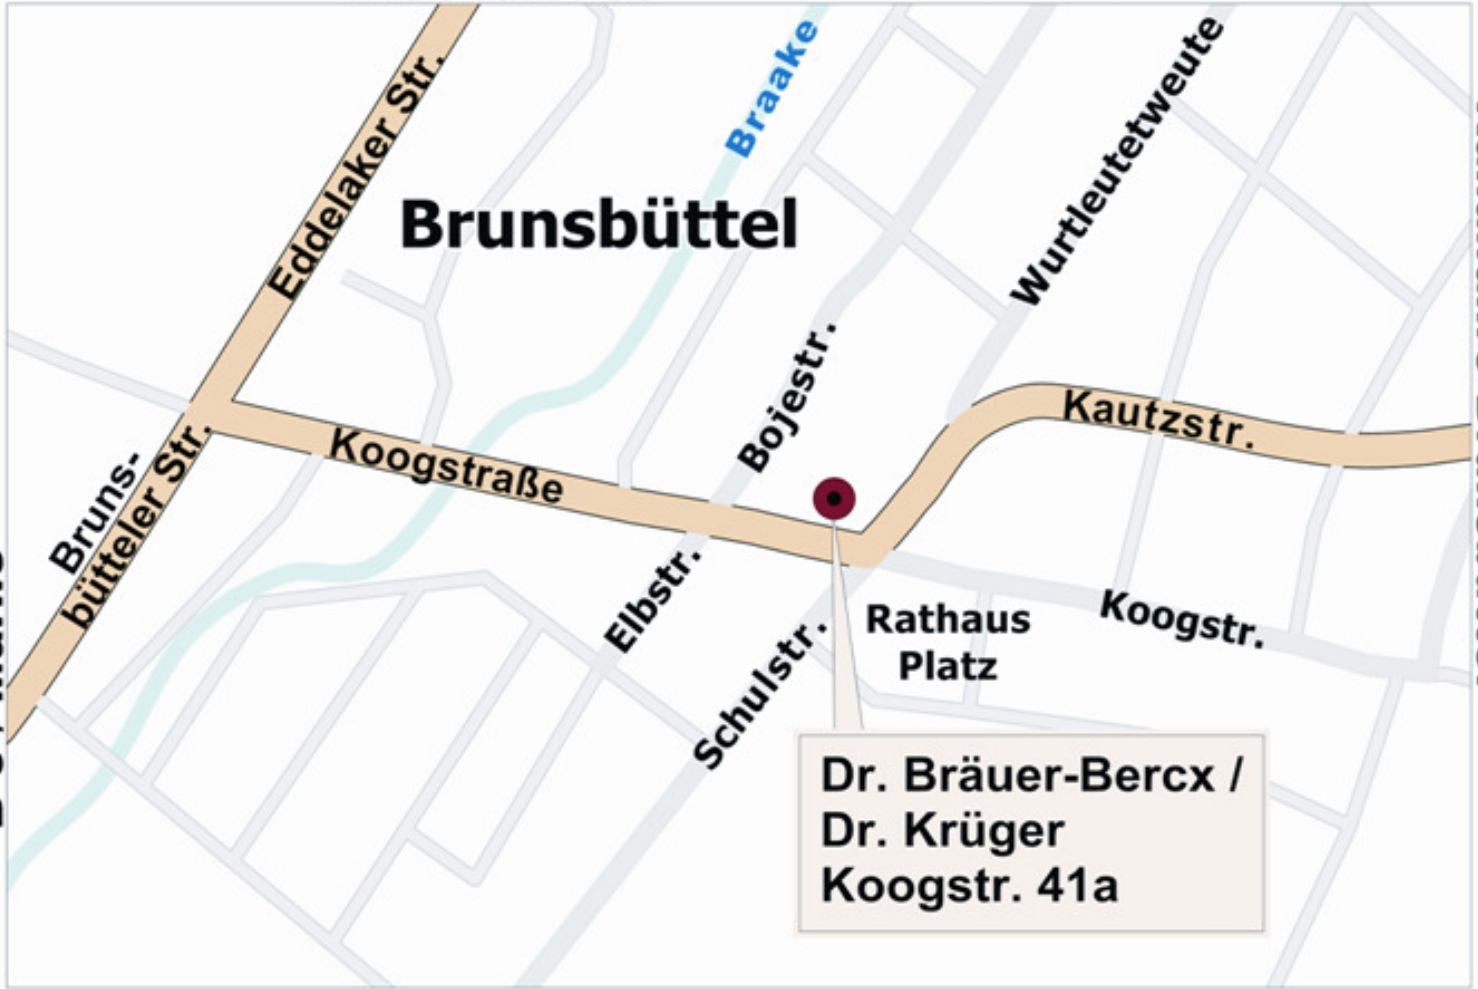 Eddelaker Str.
Braake
Wurtleutetweute
Brunsbüttel
Bojestr.
Kautzstr.
Koogstraße
Bruns-
bütteler Str.
Elbstr.
Schulstr.
Rathaus
Platz
Koogstr.
Dr. Bräuer-Bercx /
Dr. Krüger
Koogstr. 41a